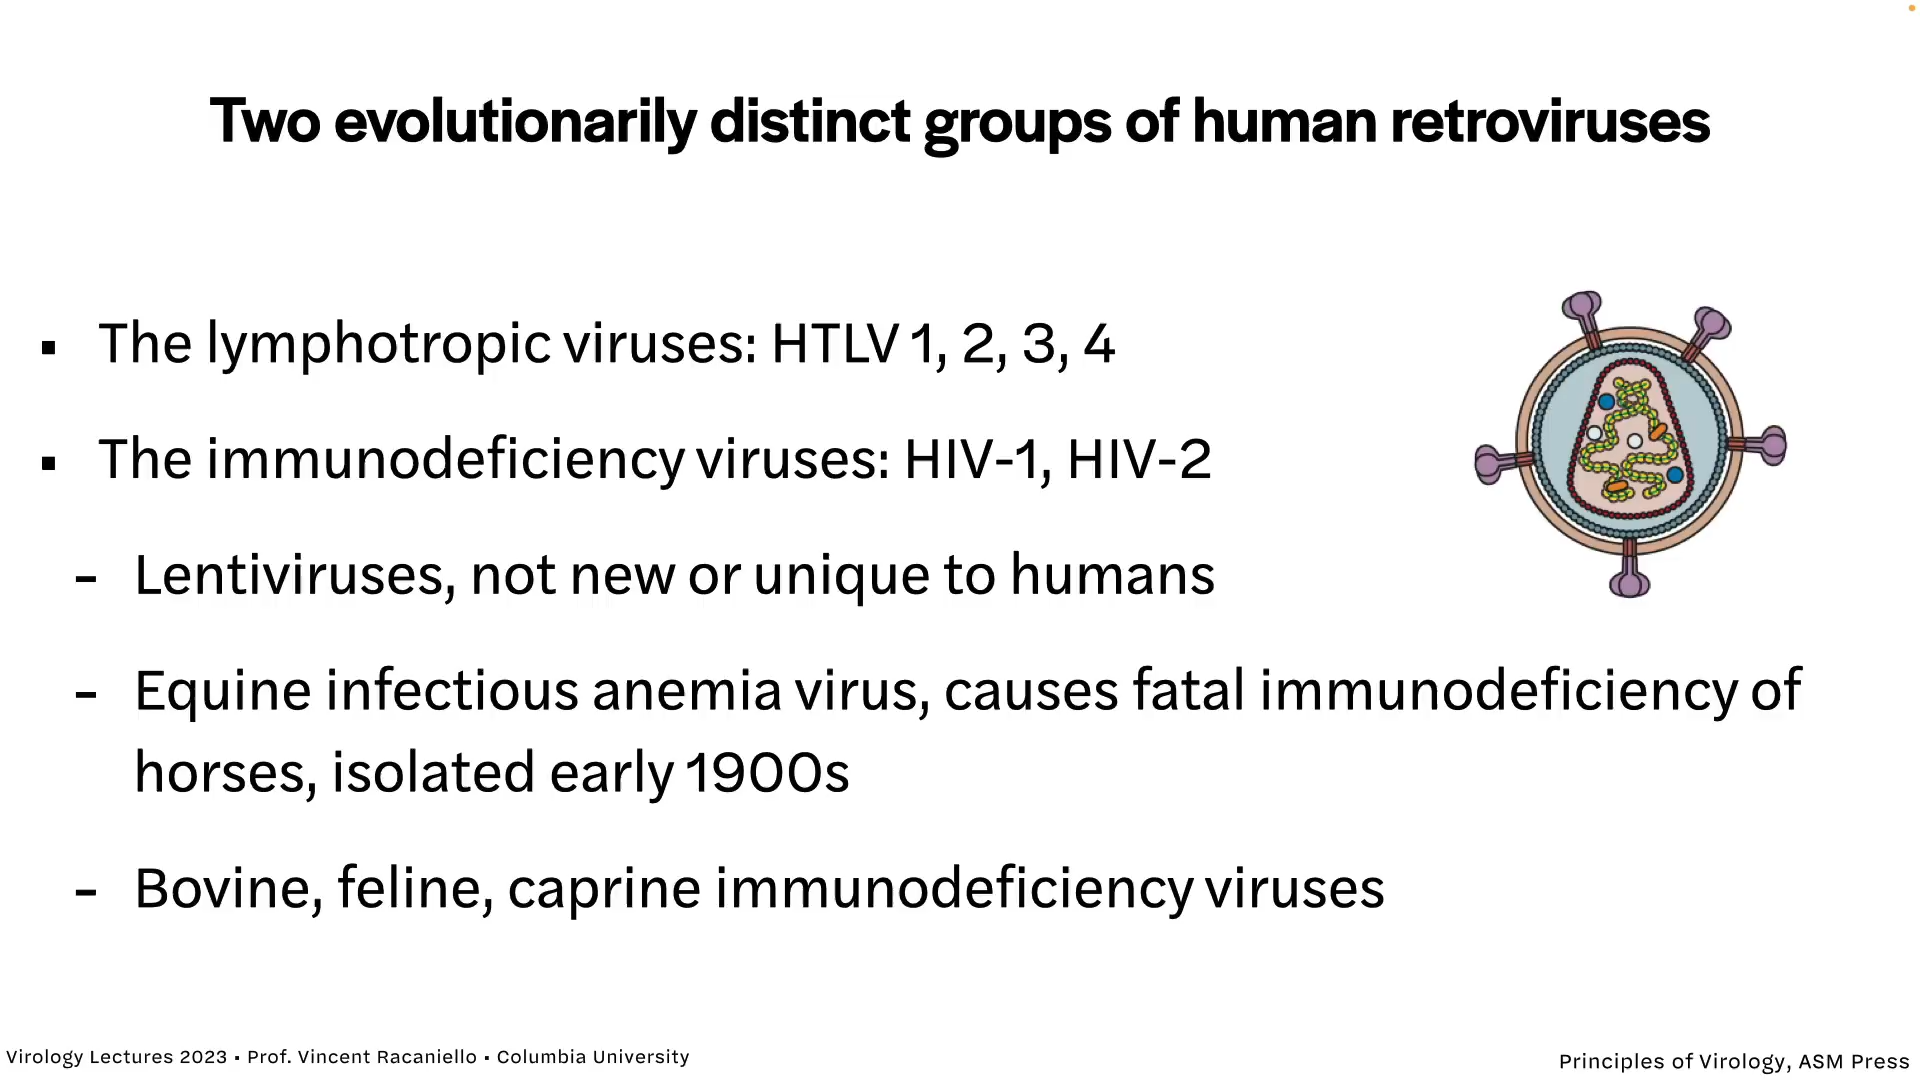 Two evolutionarily distinct groups of human retroviruses
▪ The lymphotropic viruses: HTLV 1, 2, 3, 4
▪ The immunodeficiency viruses: HIV-1, HIV-2
- Lentiviruses, not new or unique to humans
- Equine infectious anemia virus, causes fatal immunodeficiency of
horses, isolated early 1900s
- Bovine, feline, caprine immunodeficiency viruses
Virology Lectures 2023 • Prof. Vincent Racaniello • Columbia University
Principles of Virology, ASM Press